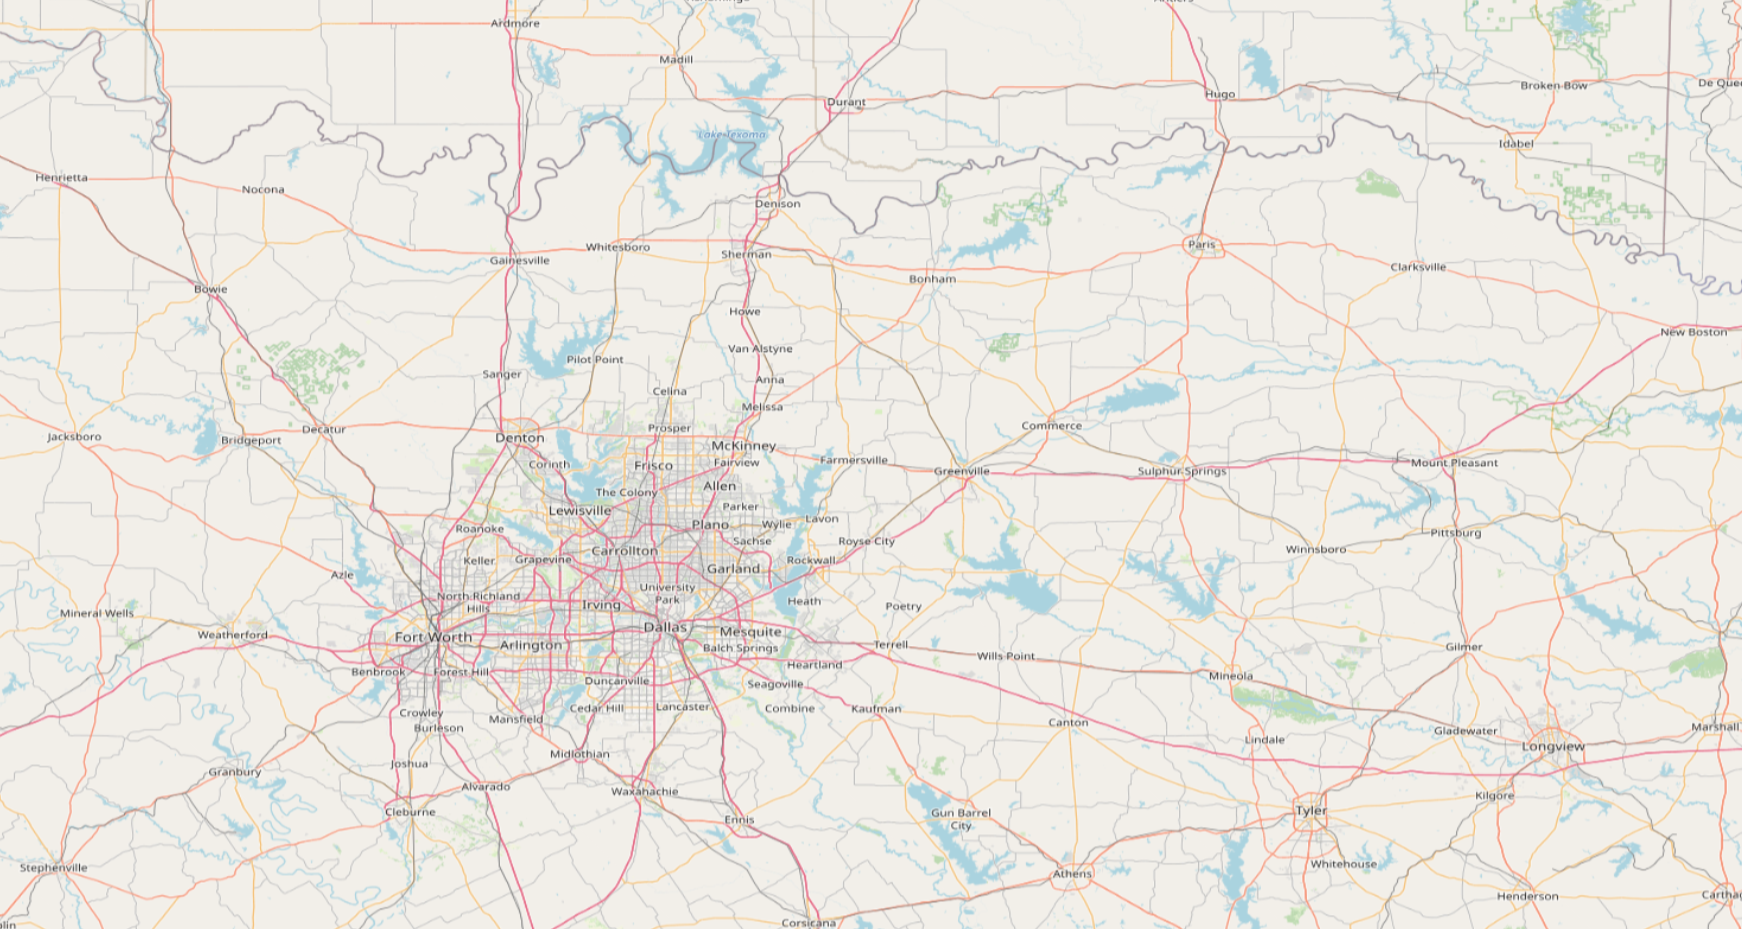 Ardmore
Madill
Durant
Hugo
Broken Bow
Lake Texoma
Idabel
Henrietta
Nocona
Denison
Whitesboro
Sherman
Gainesville
Paris
Clarksville
Bonham
Bowie
Howe
New Boston
Van Alstyne
Pilot Point
Sanger
Anna
Celina
Melissa
Prosper
Commerce
Jacksboro
Bridgeport
Decatur
Denton
McKinney
Corinth
Frisco
Fairview
Farmersville
Greenville
Sulphur Springs
Mount Pleasant
The Colony
Allen
Lewisville
Parker
Roanoke
Plano
Wylie
Lavon
Pittsburg
Sachse
Royse City
Winnsboro
Carrollton
Keller
Grapevine
Garland
Rockwall
Azle
University
Park
North Richland
Hills
Irving
Heath
Poetry
Mineral Wells
Weatherford
Fort Worth
Arlington
Dallas
Mesquite
Balch Springs
Terrell
Wills Point
Gilmer
Benbrook
Forest Hill
Duncanville
Heartland
Seagoville
Mineola
Crowley
Burleson
Mansfield
Cedar Hill
Lancaster
Combine
Kaufman
Canton
Gladewater
Marshall
Joshua
Midlothian
Lindale
Longview
Granbury
Alvarado
Waxahachie
Kilgore
Cleburne
Ennis
Gun Barrel
City
Tyler
Stephenville
Athens
Whitehouse
Henderson
Corsicana